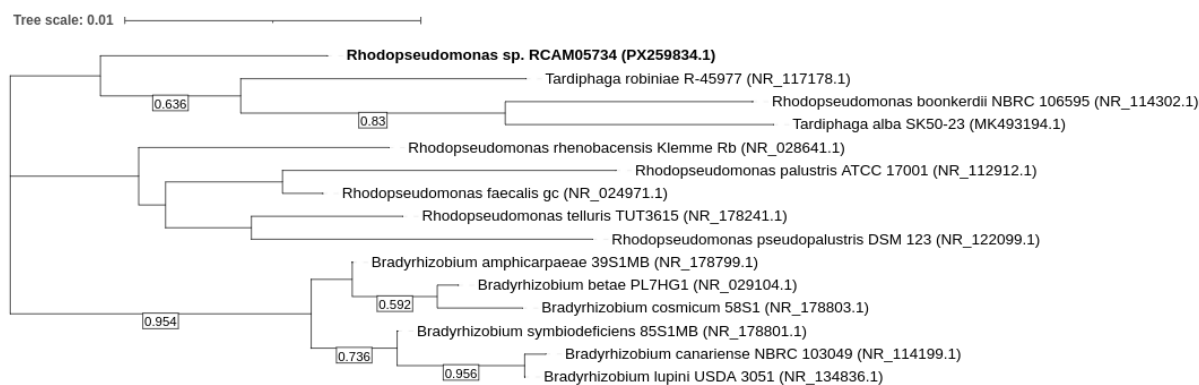 Tree scale: 0.01
Rhodopseudomonas sp. RCAM05734 (PX259834.1)
Tardiphaga robiniae R-45977 (NR_117178.1)
0.636
Rhodopseudomonas boonkerdii NBRC 106595 (NR_114302.1)
0.83
Tardiphaga alba SK50-23 (MK493194.1)
Rhodopseudomonas rhenobacensis Klemme Rb (NR_028641.1)
Rhodopseudomonas palustris ATCC 17001 (NR_112912.1)
Rhodopseudomonas faecalis gc (NR_024971.1)
Rhodopseudomonas telluris TUT3615 (NR_178241.1)
Rhodopseudomonas pseudopalustris DSM 123 (NR_122099.1)
Bradyrhizobium amphicarpaeae 39S1MB (NR_178799.1)
Bradyrhizobium betae PL7HG1 (NR_029104.1)
0.592
Bradyrhizobium cosmicum 58S1 (NR_178803.1)
0.954
Bradyrhizobium symbiodeficiens 85S1MB (NR_178801.1)
0.736
Bradyrhizobium canariense NBRC 103049 (NR_114199.1)
0.956
Bradyrhizobium lupini USDA 3051 (NR_134836.1)